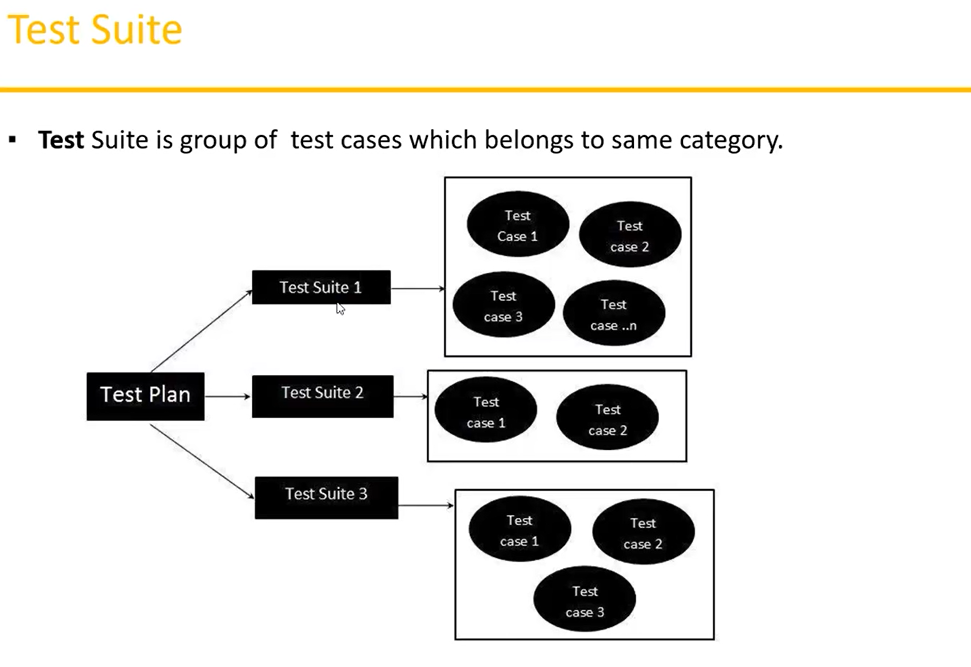 Test Suite
▪ Test Suite is group of  test cases which belongs to same category.
Test
Case 1
Test
case 2
Test Suite 1
Test
case 3
Test
case ..n
Test Plan
Test Suite 2
Test
case 1
Test
case 2
Test Suite 3
Test
case 1
Test
case 2
Test
case 3